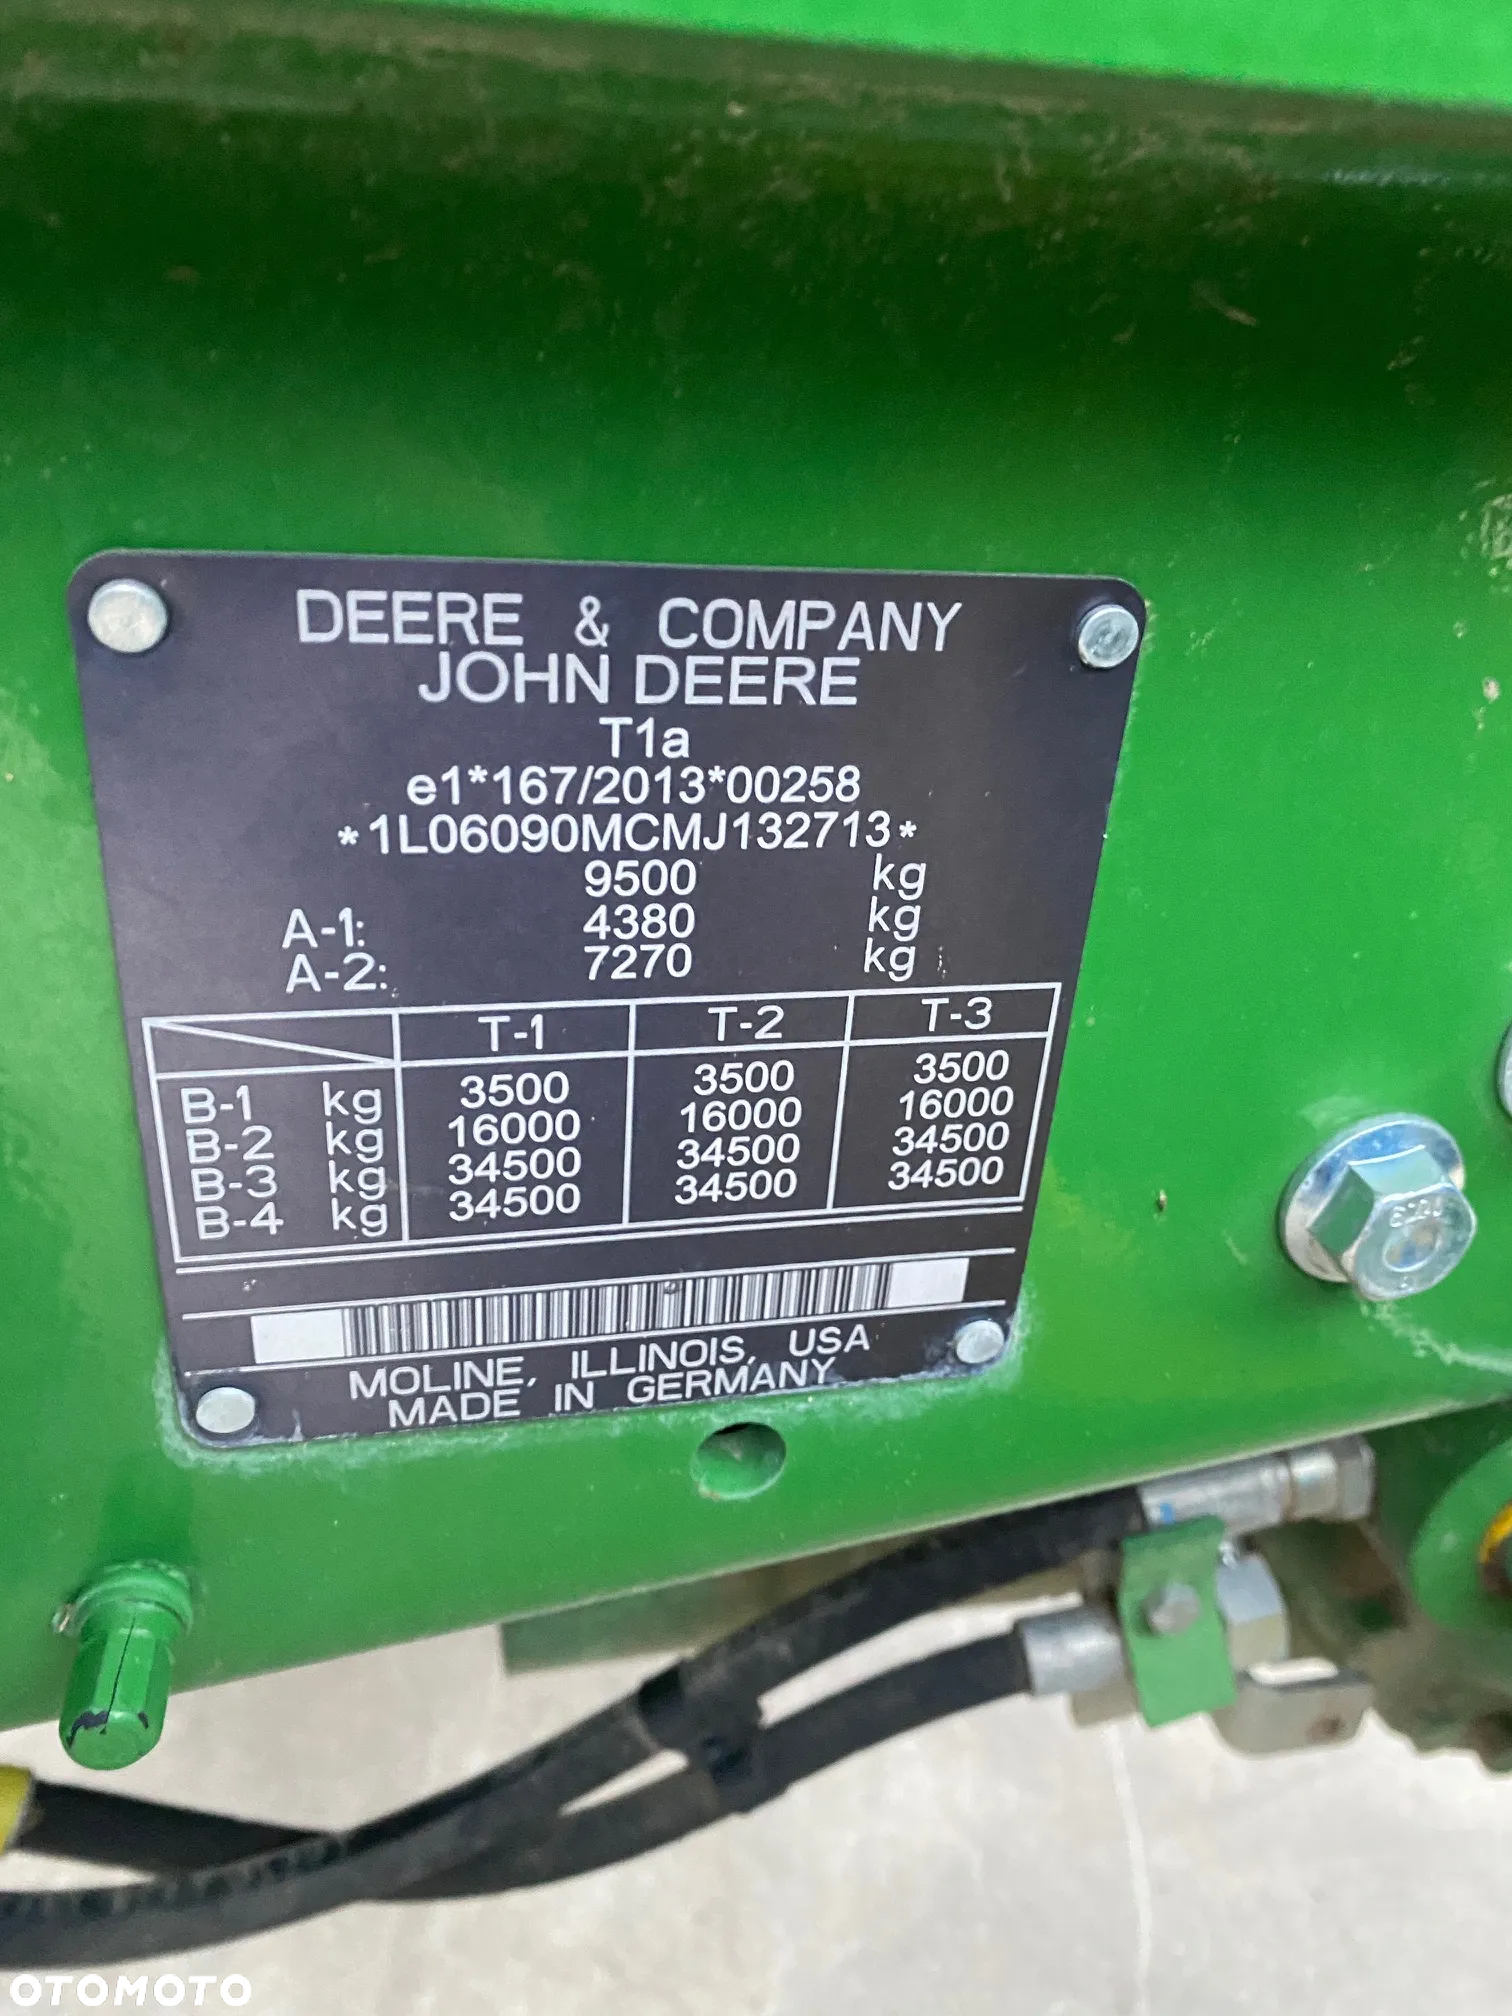 DEERE & COMPANY
JOHN DEERE
T1a
e1*167/2013*00258
*1L06090MCMJ132713*
9500 kg
A-1: 4380 kg
A-2: 7270 kg
T-1 T-2 T-3
B-1 kg 3500 3500 3500
B-2 kg 16000 16000 16000
B-3 kg 34500 34500 34500
B-4 kg 34500 34500 34500
MOLINE, ILLINOIS, USA
MADE IN GERMANY
OTOMOTO